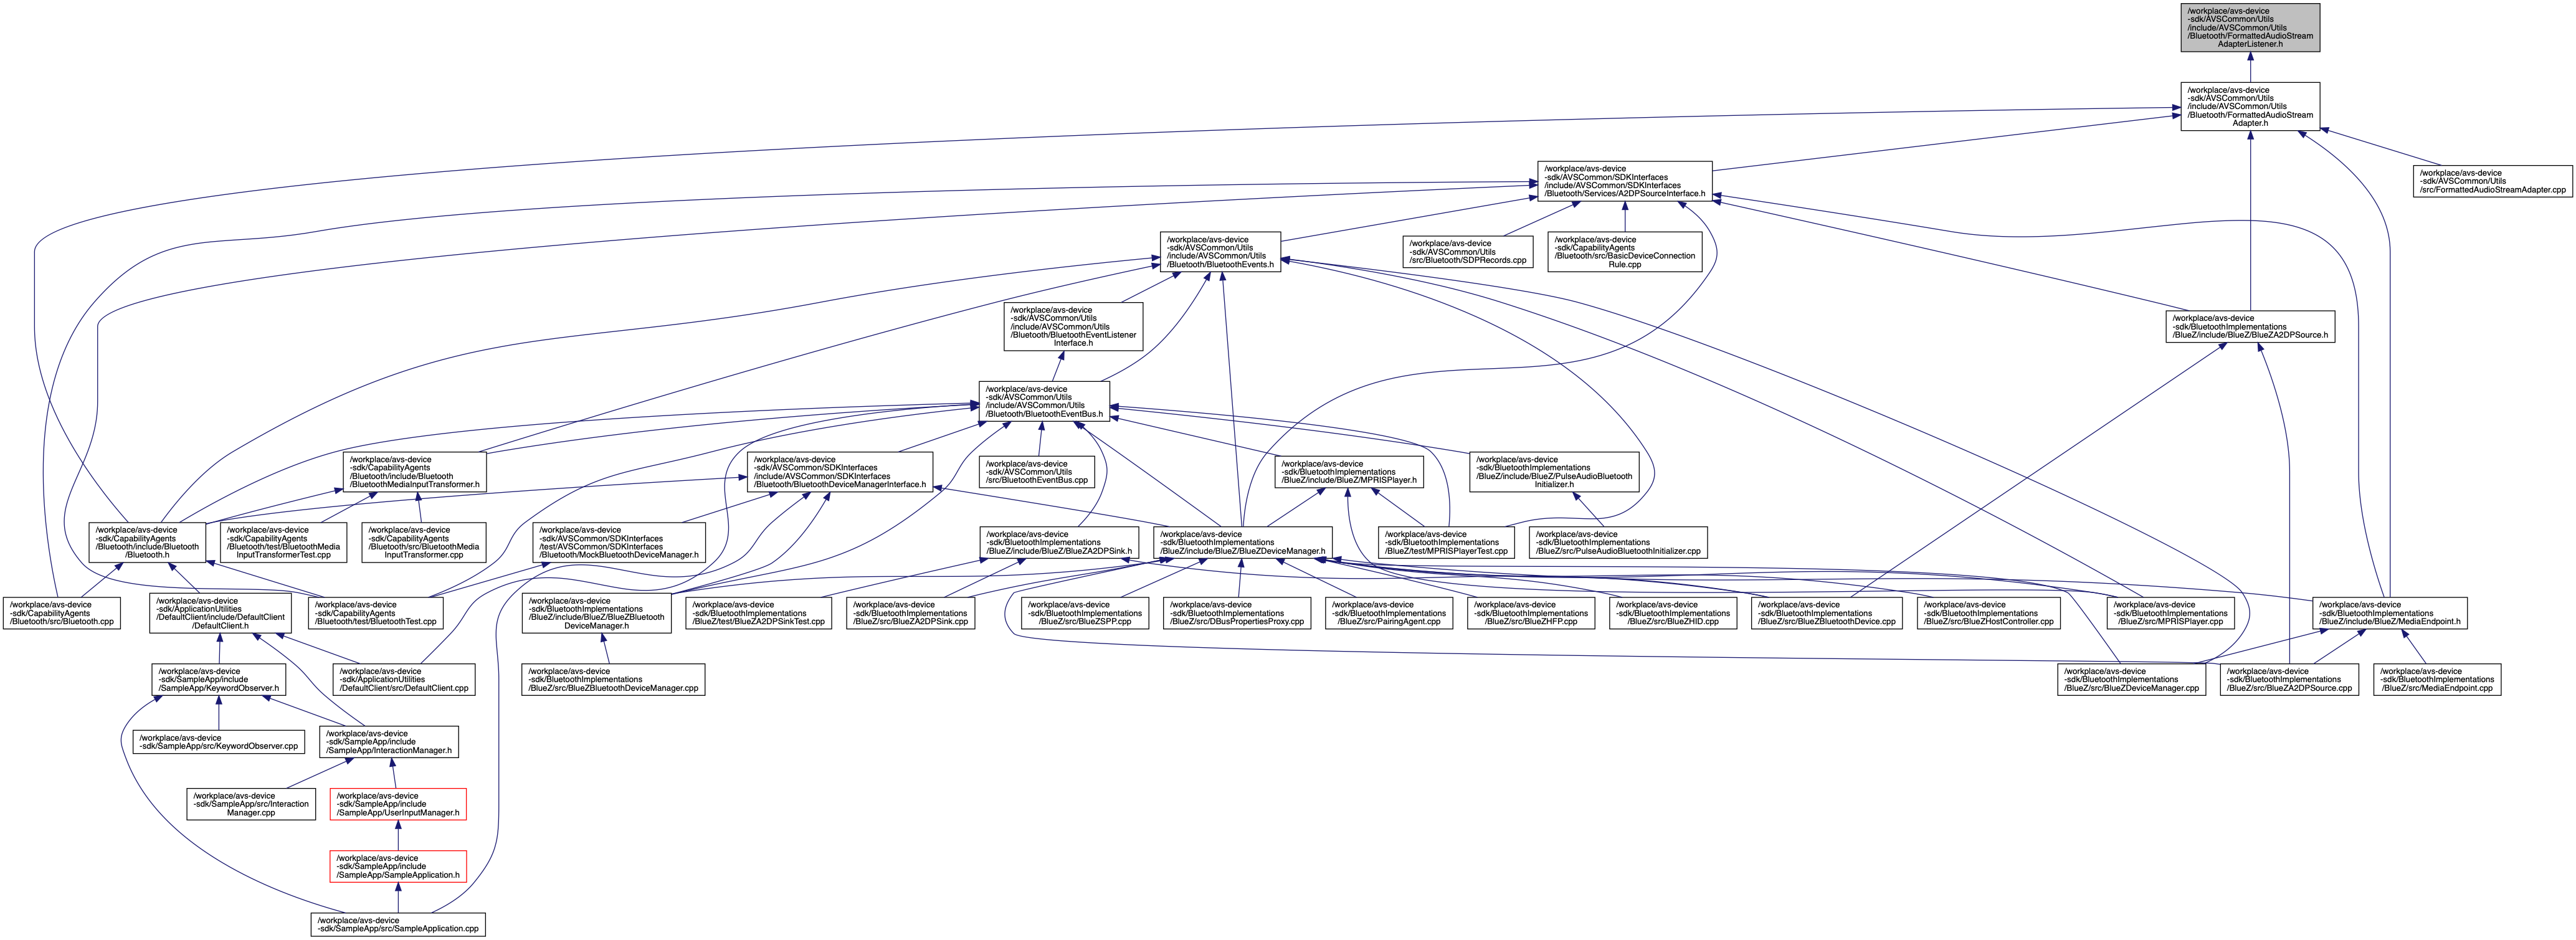 /workplace/avs-device
-sdk/AVSCommon/Utils
/include/AVSCommon/Utils
/Bluetooth/FormattedAudioStream
AdapterListener.h
/workplace/avs-device
-sdk/AVSCommon/Utils
/include/AVSCommon/Utils
/Bluetooth/FormattedAudioStream
Adapter.h
/workplace/avs-device
-sdk/AVSCommon/SDKInterfaces
/include/AVSCommon/SDKInterfaces
/Bluetooth/Services/A2DPSourceInterface.h
/workplace/avs-device
-sdk/AVSCommon/Utils
/src/FormattedAudioStreamAdapter.cpp
/workplace/avs-device
-sdk/AVSCommon/Utils
/include/AVSCommon/Utils
/Bluetooth/BluetoothEvents.h
/workplace/avs-device
-sdk/AVSCommon/Utils
/src/Bluetooth/SDPRecords.cpp
/workplace/avs-device
-sdk/CapabilityAgents
/Bluetooth/src/BasicDeviceConnection
Rule.cpp
/workplace/avs-device
-sdk/AVSCommon/Utils
/include/AVSCommon/Utils
/Bluetooth/BluetoothEventListener
Interface.h
/workplace/avs-device
-sdk/BluetoothImplementations
/BlueZ/include/BlueZ/BlueZA2DPSource.h
/workplace/avs-device
-sdk/AVSCommon/Utils
/include/AVSCommon/Utils
/Bluetooth/BluetoothEventBus.h
/workplace/avs-device
-sdk/CapabilityAgents
/Bluetooth/include/Bluetooth
/BluetoothMediaInputTransformer.h
/workplace/avs-device
-sdk/AVSCommon/SDKInterfaces
/include/AVSCommon/SDKInterfaces
/Bluetooth/BluetoothDeviceManagerInterface.h
/workplace/avs-device
-sdk/AVSCommon/Utils
/src/BluetoothEventBus.cpp
/workplace/avs-device
-sdk/BluetoothImplementations
/BlueZ/include/BlueZ/MPRISPlayer.h
/workplace/avs-device
-sdk/BluetoothImplementations
/BlueZ/include/BlueZ/PulseAudioBluetooth
Initializer.h
/workplace/avs-device
-sdk/CapabilityAgents
/Bluetooth/include/Bluetooth
/Bluetooth.h
/workplace/avs-device
-sdk/CapabilityAgents
/Bluetooth/test/BluetoothMedia
InputTransformerTest.cpp
/workplace/avs-device
-sdk/CapabilityAgents
/Bluetooth/src/BluetoothMedia
InputTransformer.cpp
/workplace/avs-device
-sdk/AVSCommon/SDKInterfaces
/test/AVSCommon/SDKInterfaces
/Bluetooth/MockBluetoothDeviceManager.h
/workplace/avs-device
-sdk/BluetoothImplementations
/BlueZ/include/BlueZ/BlueZA2DPSink.h
/workplace/avs-device
-sdk/BluetoothImplementations
/BlueZ/include/BlueZ/BlueZDeviceManager.h
/workplace/avs-device
-sdk/BluetoothImplementations
/BlueZ/test/MPRISPlayerTest.cpp
/workplace/avs-device
-sdk/BluetoothImplementations
/BlueZ/src/PulseAudioBluetoothInitializer.cpp
/workplace/avs-device
-sdk/CapabilityAgents
/Bluetooth/src/Bluetooth.cpp
/workplace/avs-device
-sdk/ApplicationUtilities
/DefaultClient/include/DefaultClient
/DefaultClient.h
/workplace/avs-device
-sdk/CapabilityAgents
/Bluetooth/test/BluetoothTest.cpp
/workplace/avs-device
-sdk/BluetoothImplementations
/BlueZ/include/BlueZ/BlueZBluetooth
DeviceManager.h
/workplace/avs-device
-sdk/BluetoothImplementations
/BlueZ/test/BlueZA2DPSinkTest.cpp
/workplace/avs-device
-sdk/BluetoothImplementations
/BlueZ/src/BlueZA2DPSink.cpp
/workplace/avs-device
-sdk/BluetoothImplementations
/BlueZ/src/BlueZSPP.cpp
/workplace/avs-device
-sdk/BluetoothImplementations
/BlueZ/src/DBusPropertiesProxy.cpp
/workplace/avs-device
-sdk/BluetoothImplementations
/BlueZ/src/PairingAgent.cpp
/workplace/avs-device
-sdk/BluetoothImplementations
/BlueZ/src/BlueZHFP.cpp
/workplace/avs-device
-sdk/BluetoothImplementations
/BlueZ/src/BlueZHID.cpp
/workplace/avs-device
-sdk/BluetoothImplementations
/BlueZ/src/BlueZBluetoothDevice.cpp
/workplace/avs-device
-sdk/BluetoothImplementations
/BlueZ/src/BlueZHostController.cpp
/workplace/avs-device
-sdk/BluetoothImplementations
/BlueZ/src/MPRISPlayer.cpp
/workplace/avs-device
-sdk/BluetoothImplementations
/BlueZ/include/BlueZ/MediaEndpoint.h
/workplace/avs-device
-sdk/SampleApp/include
/SampleApp/KeywordObserver.h
/workplace/avs-device
-sdk/ApplicationUtilities
/DefaultClient/src/DefaultClient.cpp
/workplace/avs-device
-sdk/BluetoothImplementations
/BlueZ/src/BlueZBluetoothDeviceManager.cpp
/workplace/avs-device
-sdk/BluetoothImplementations
/BlueZ/src/BlueZDeviceManager.cpp
/workplace/avs-device
-sdk/BluetoothImplementations
/BlueZ/src/BlueZA2DPSource.cpp
/workplace/avs-device
-sdk/BluetoothImplementations
/BlueZ/src/MediaEndpoint.cpp
/workplace/avs-device
-sdk/SampleApp/src/KeywordObserver.cpp
/workplace/avs-device
-sdk/SampleApp/include
/SampleApp/InteractionManager.h
/workplace/avs-device
-sdk/SampleApp/src/Interaction
Manager.cpp
/workplace/avs-device
-sdk/SampleApp/include
/SampleApp/UserInputManager.h
/workplace/avs-device
-sdk/SampleApp/include
/SampleApp/SampleApplication.h
/workplace/avs-device
-sdk/SampleApp/src/SampleApplication.cpp